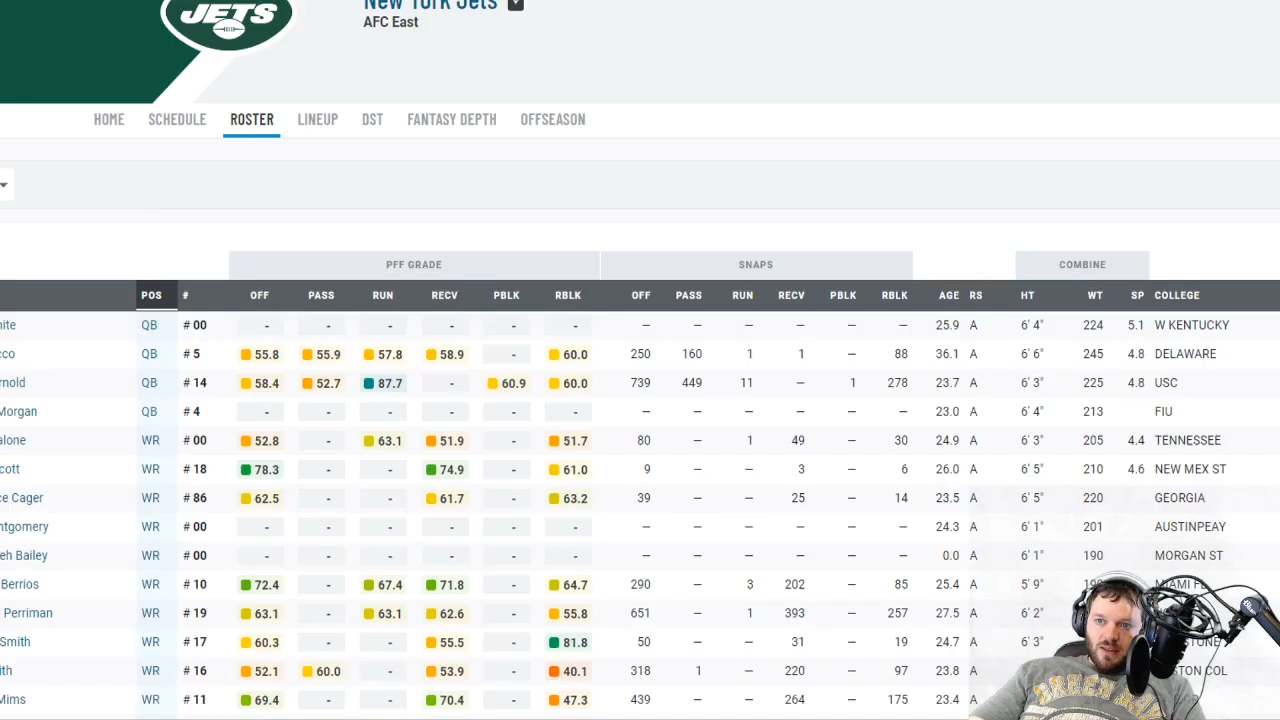 JETS
New York Jets
AFC East
HOME SCHEDULE ROSTER LINEUP DST FANTASY DEPTH OFFSEASON
PFF GRADE SNAPS COMBINE
POS # OFF PASS RUN RECV PBLK RBLK OFF PASS RUN RECV PBLK RBLK AGE RS HT WT SP COLLEGE
ite QB # 00 - - - - - - — — — — — — 25.9 A 6' 4" 224 5.1 W KENTUCKY
cco QB # 5 55.8 55.9 57.8 58.9 - 60.0 250 160 1 1 — 88 36.1 A 6' 6" 245 4.8 DELAWARE
rnold QB # 14 58.4 52.7 87.7 - 60.9 60.0 739 449 11 — 1 278 23.7 A 6' 3" 225 4.8 USC
Morgan QB # 4 - - - - - - — — — — — — 23.0 A 6' 4" 213 FIU
alone WR # 00 52.8 - 63.1 51.9 - 51.7 80 — 1 49 — 30 24.9 A 6' 3" 205 4.4 TENNESSEE
cott WR # 18 78.3 - - 74.9 - 61.0 9 — — 3 — 6 26.0 A 6' 5" 210 4.6 NEW MEX ST
ce Cager WR # 86 62.5 - - 61.7 - 63.2 39 — — 25 — 14 23.5 A 6' 5" 220 GEORGIA
ntgomery WR # 00 - - - - - - — — — — — — 24.3 A 6' 1" 201 AUSTINPEAY
eh Bailey WR # 00 - - - - - - — — — — — — 0.0 A 6' 1" 190 MORGAN ST
Berrios WR # 10 72.4 - 67.4 71.8 - 64.7 290 — 3 202 — 85 25.4 A 5' 9" MIAMI
Perriman WR # 19 63.1 - 63.1 62.6 - 55.8 651 — 1 393 — 257 27.5 A 6' 2"
Smith WR # 17 60.3 - - 55.5 - 81.8 50 — — 31 — 19 24.7 A 6' 3"
ith WR # 16 52.1 60.0 - 53.9 - 40.1 318 1 — 220 — 97 23.8 A STON COL
Mims WR # 11 69.4 - - 70.4 - 47.3 439 — — 264 — 175 23.4 A